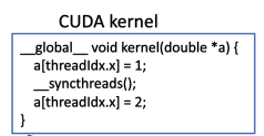 CUDA kernel
__global__ void kernel(double *a) {
a[threadIdx.x] = 1;
__syncthreads();
a[threadIdx.x] = 2;
}